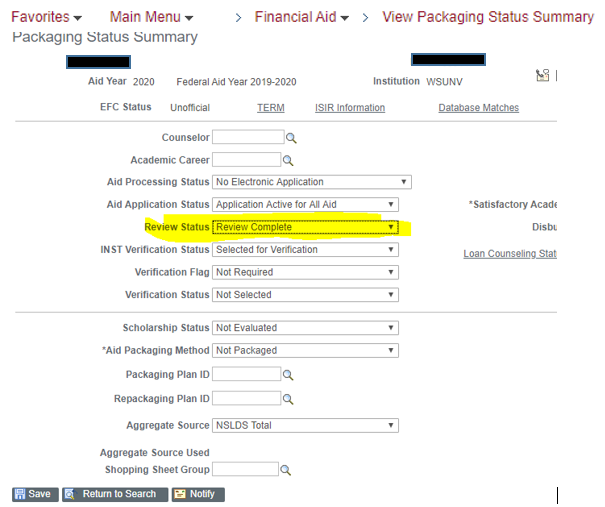 Favorites Main Menu > Financial Aid > View Packaging Status Summary
Packaging Status Summary
Aid Year 2020 Federal Aid Year 2019-2020 Institution WSUNV
EFC Status Unofficial TERM ISIR Information Database Matches
Counselor
Academic Career
Aid Processing Status No Electronic Application
Aid Application Status Application Active for All Aid *Satisfactory Acade
Review Status Review Complete Disbu
INST Verification Status Selected for Verification Loan Counseling Stat
Verification Flag Not Required
Verification Status Not Selected
Scholarship Status Not Evaluated
*Aid Packaging Method Not Packaged
Packaging Plan ID
Repackaging Plan ID
Aggregate Source NSLDS Total
Aggregate Source Used
Shopping Sheet Group
Save Return to Search Notify